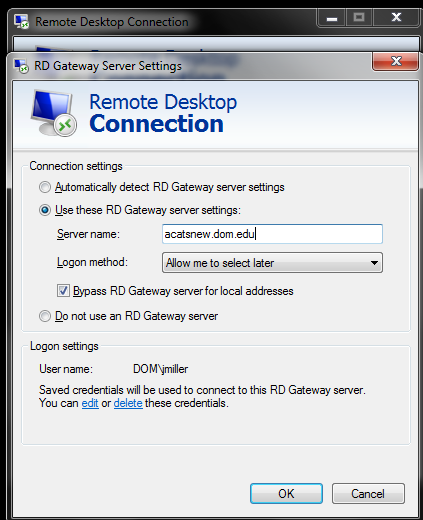 Remote Desktop Connection
RD Gateway Server Settings
Remote Desktop
Connection
Connection settings
Automatically detect RD Gateway server settings
Use these RD Gateway server settings:
Server name: acatsnew.dom.edu
Logon method: Allow me to select later
Bypass RD Gateway server for local addresses
Do not use an RD Gateway server
Logon settings
User name: DOM\jmiller
Saved credentials will be used to connect to this RD Gateway server.
You can edit or delete these credentials.
OK Cancel